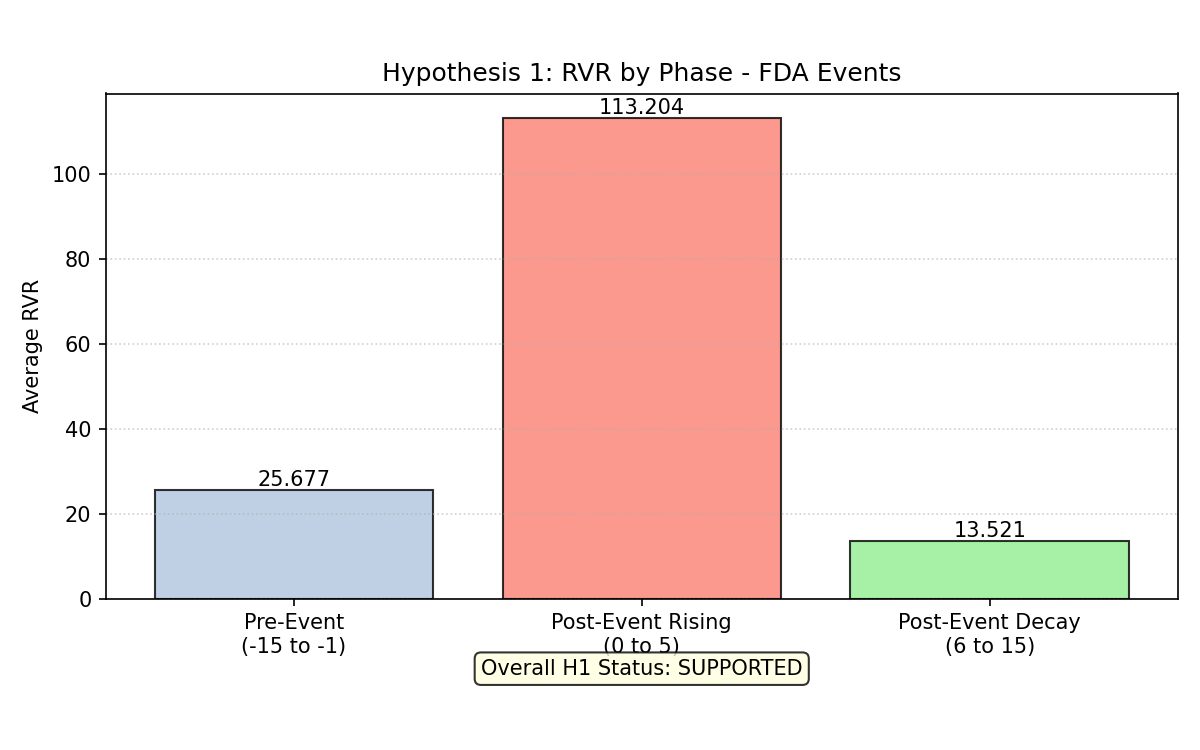 Hypothesis 1: RVR by Phase - FDA Events
Average RVR
100
80
60
40
20
0
113.204
25.677
13.521
Pre-Event
(-15 to -1)
Post-Event Rising
(0 to 5)
Post-Event Decay
(6 to 15)
Overall H1 Status: SUPPORTED